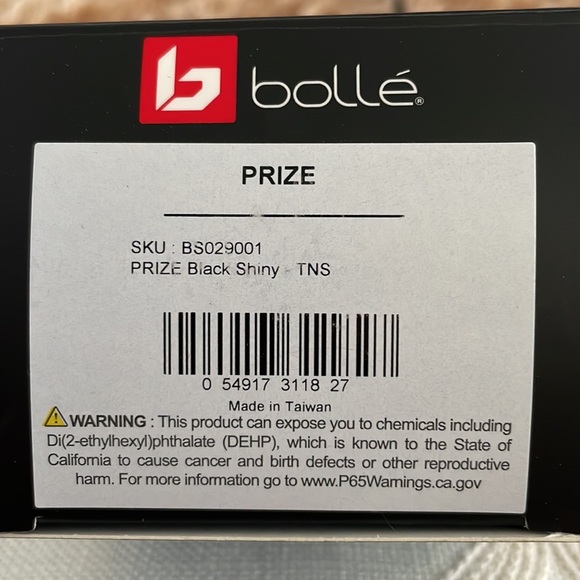 bollé®
PRIZE
SKU : BS029001
PRIZE Black Shiny - TNS
0 54917 3118 27
Made in Taiwan
WARNING : This product can expose you to chemicals including
Di(2-ethylhexyl)phthalate (DEHP), which is known to the State of
California to cause cancer and birth defects or other reproductive
harm. For more information go to www.P65Warnings.ca.gov